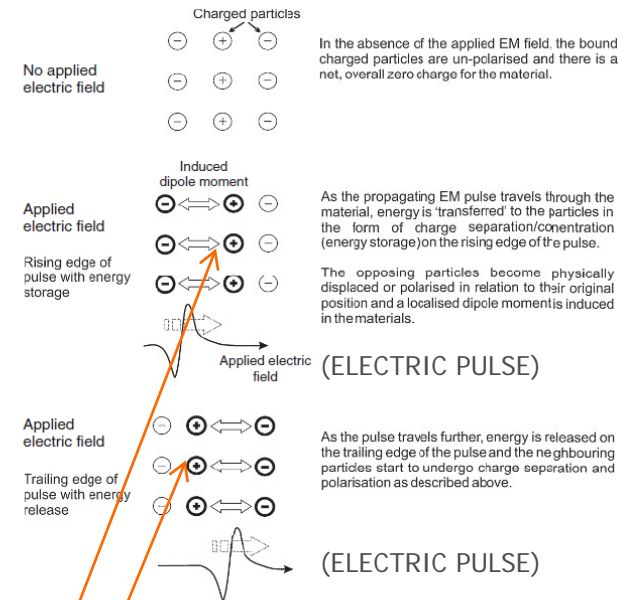 Charged particles
No applied
electric field
In the absence of the applied EM field, the bound
charged particles are un-polarised and there is a
net, overall zero charge for the material.
Induced
dipole moment
Applied
electric field
Rising edge of
pulse with energy
storage
As the propagating EM pulse travels through the
material, energy is 'transferred' to the particles in
the form of charge separation/conentration
(energy storage) on the rising edge of the pulse.
The opposing particles become physically
displaced or polarised in relation to their original
position and a localised dipole moment is induced
in the materials.
Applied electric
field
(ELECTRIC PULSE)
Applied
electric field
Trailing edge of
pulse with energy
release
As the pulse travels further, energy is released on
the trailing edge of the pulse and the neighbouring
particles start to undergo charge separation and
polarisation as described above.
(ELECTRIC PULSE)